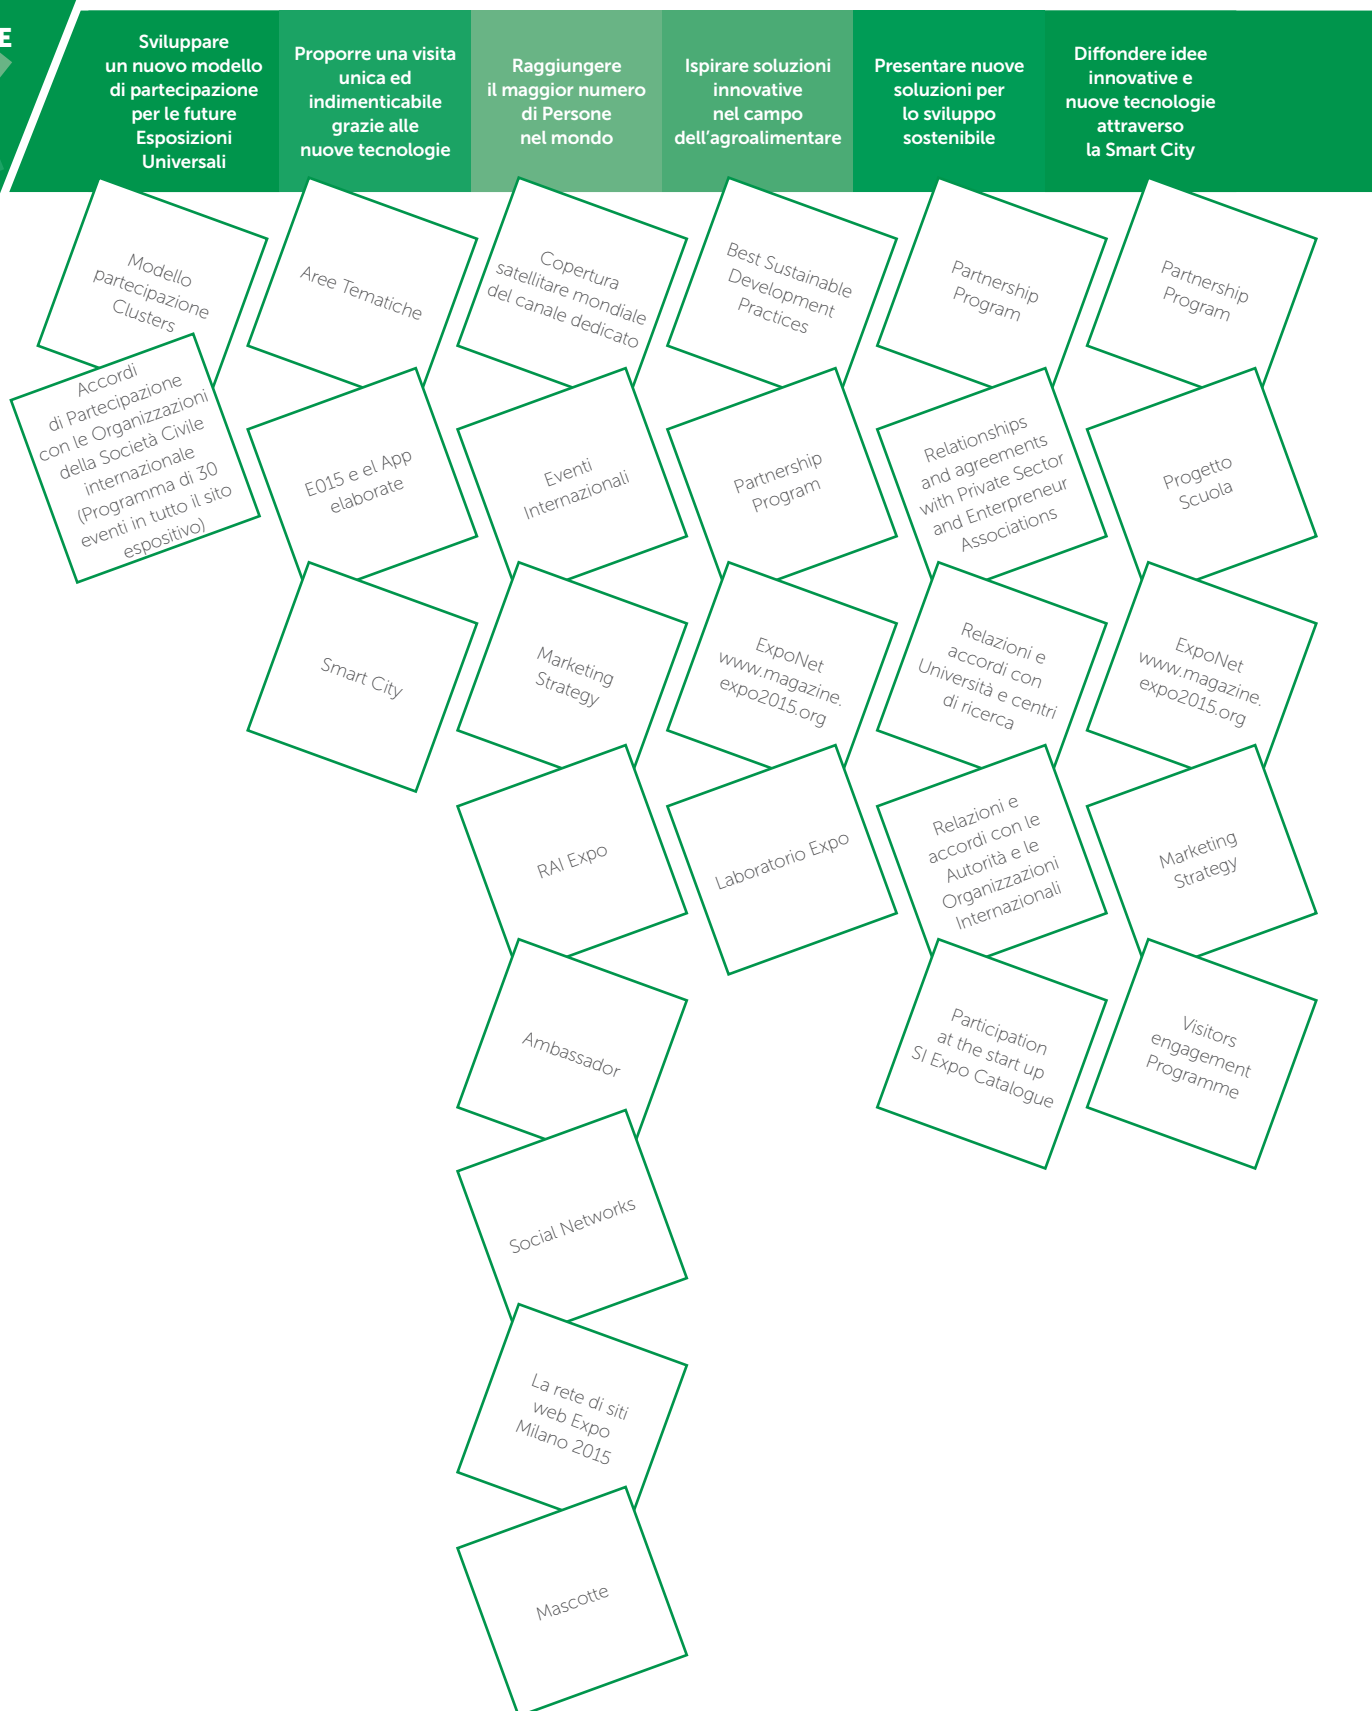 E
Sviluppare
un nuovo modello
di partecipazione
per le future
Esposizioni
Universali
Proporre una visita
unica ed
indimenticabile
grazie alle
nuove tecnologie
Raggiungere
il maggior numero
di Persone
nel mondo
Ispirare soluzioni
innovative
nel campo
dell'agroalimentare
Presentare nuove
soluzioni per
lo sviluppo
sostenibile
Diffondere idee
innovative e
nuove tecnologie
attraverso
la Smart City
Modello
partecipazione
Clusters
Accordi
di Partecipazione
con le Organizzazioni
della Società Civile
internazionale
(Programma di 30
eventi in tutto il sito
espositivo)
Aree Tematiche
E015 e el App
elaborate
Smart City
Copertura
satellitare mondiale
del canale dedicato
Eventi
Internazionali
Marketing
Strategy
RAI Expo
Ambassador
Social Networks
La rete di siti
web Expo
Milano 2015
Mascotte
Best Sustainable
Development
Practices
Partnership
Program
ExpoNet
www.magazine.
expo2015.org
Laboratorio Expo
Partnership
Program
Relationships
and agreements
with Private Sector
and Enterpreneur
Associations
Relazioni e
accordi con
Università e centri
di ricerca
Relazioni e
accordi con le
Autorità e le
Organizzazioni
Internazionali
Participation
at the start up
SI Expo Catalogue
Partnership
Program
Progetto
Scuola
ExpoNet
www.magazine.
expo2015.org
Marketing
Strategy
Visitors
engagement
Programme